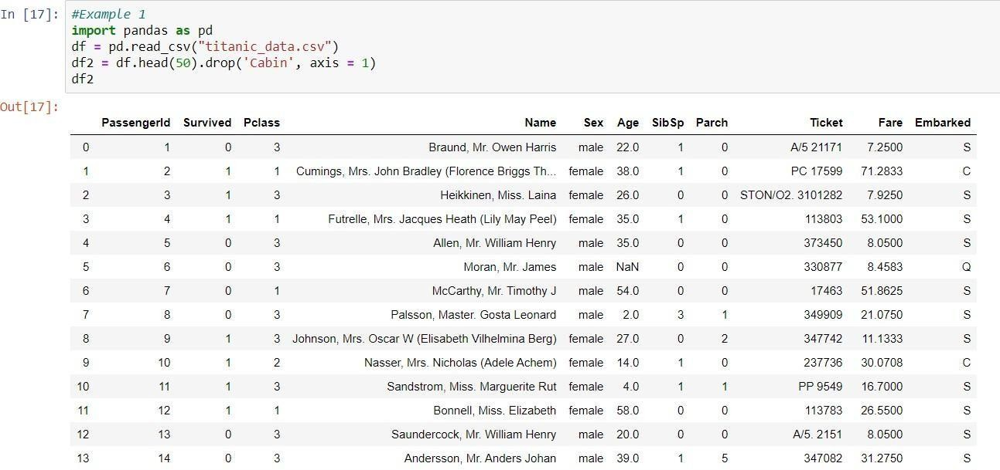 In [17]: #Example 1
import pandas as pd
df = pd.read_csv("titanic_data.csv")
df2 = df.head(50).drop('Cabin', axis = 1)
df2
Out[17]:
PassengerId Survived Pclass Name Sex Age SibSp Parch Ticket Fare Embarked
0 1 0 3 Braund, Mr. Owen Harris male 22.0 1 0 A/5 21171 7.2500 S
1 2 1 1 Cumings, Mrs. John Bradley (Florence Briggs Th... female 38.0 1 0 PC 17599 71.2833 C
2 3 1 3 Heikkinen, Miss. Laina female 26.0 0 0 STON/O2. 3101282 7.9250 S
3 4 1 1 Futrelle, Mrs. Jacques Heath (Lily May Peel) female 35.0 1 0 113803 53.1000 S
4 5 0 3 Allen, Mr. William Henry male 35.0 0 0 373450 8.0500 S
5 6 0 3 Moran, Mr. James male NaN 0 0 330877 8.4583 Q
6 7 0 1 McCarthy, Mr. Timothy J male 54.0 0 0 17463 51.8625 S
7 8 0 3 Palsson, Master. Gosta Leonard male 2.0 3 1 349909 21.0750 S
8 9 1 3 Johnson, Mrs. Oscar W (Elisabeth Vilhelmina Berg) female 27.0 0 2 347742 11.1333 S
9 10 1 2 Nasser, Mrs. Nicholas (Adele Achem) female 14.0 1 0 237736 30.0708 C
10 11 1 3 Sandstrom, Miss. Marguerite Rut female 4.0 1 1 PP 9549 16.7000 S
11 12 1 1 Bonnell, Miss. Elizabeth female 58.0 0 0 113783 26.5500 S
12 13 0 3 Saundercock, Mr. William Henry male 20.0 0 0 A/5. 2151 8.0500 S
13 14 0 3 Andersson, Mr. Anders Johan male 39.0 1 5 347082 31.2750 S